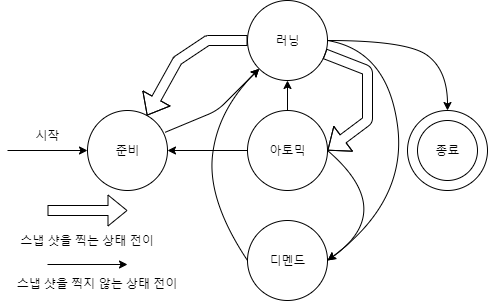 러닝
시작
준비
아토믹
종료
스냅 샷을 찍는 상태 전이
디멘드
스냅 샷을 찍지 않는 상태 전이